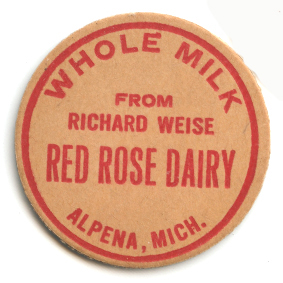 WHOLE MILK
FROM
RICHARD WEISE
RED ROSE DAIRY
ALPENA, MICH.